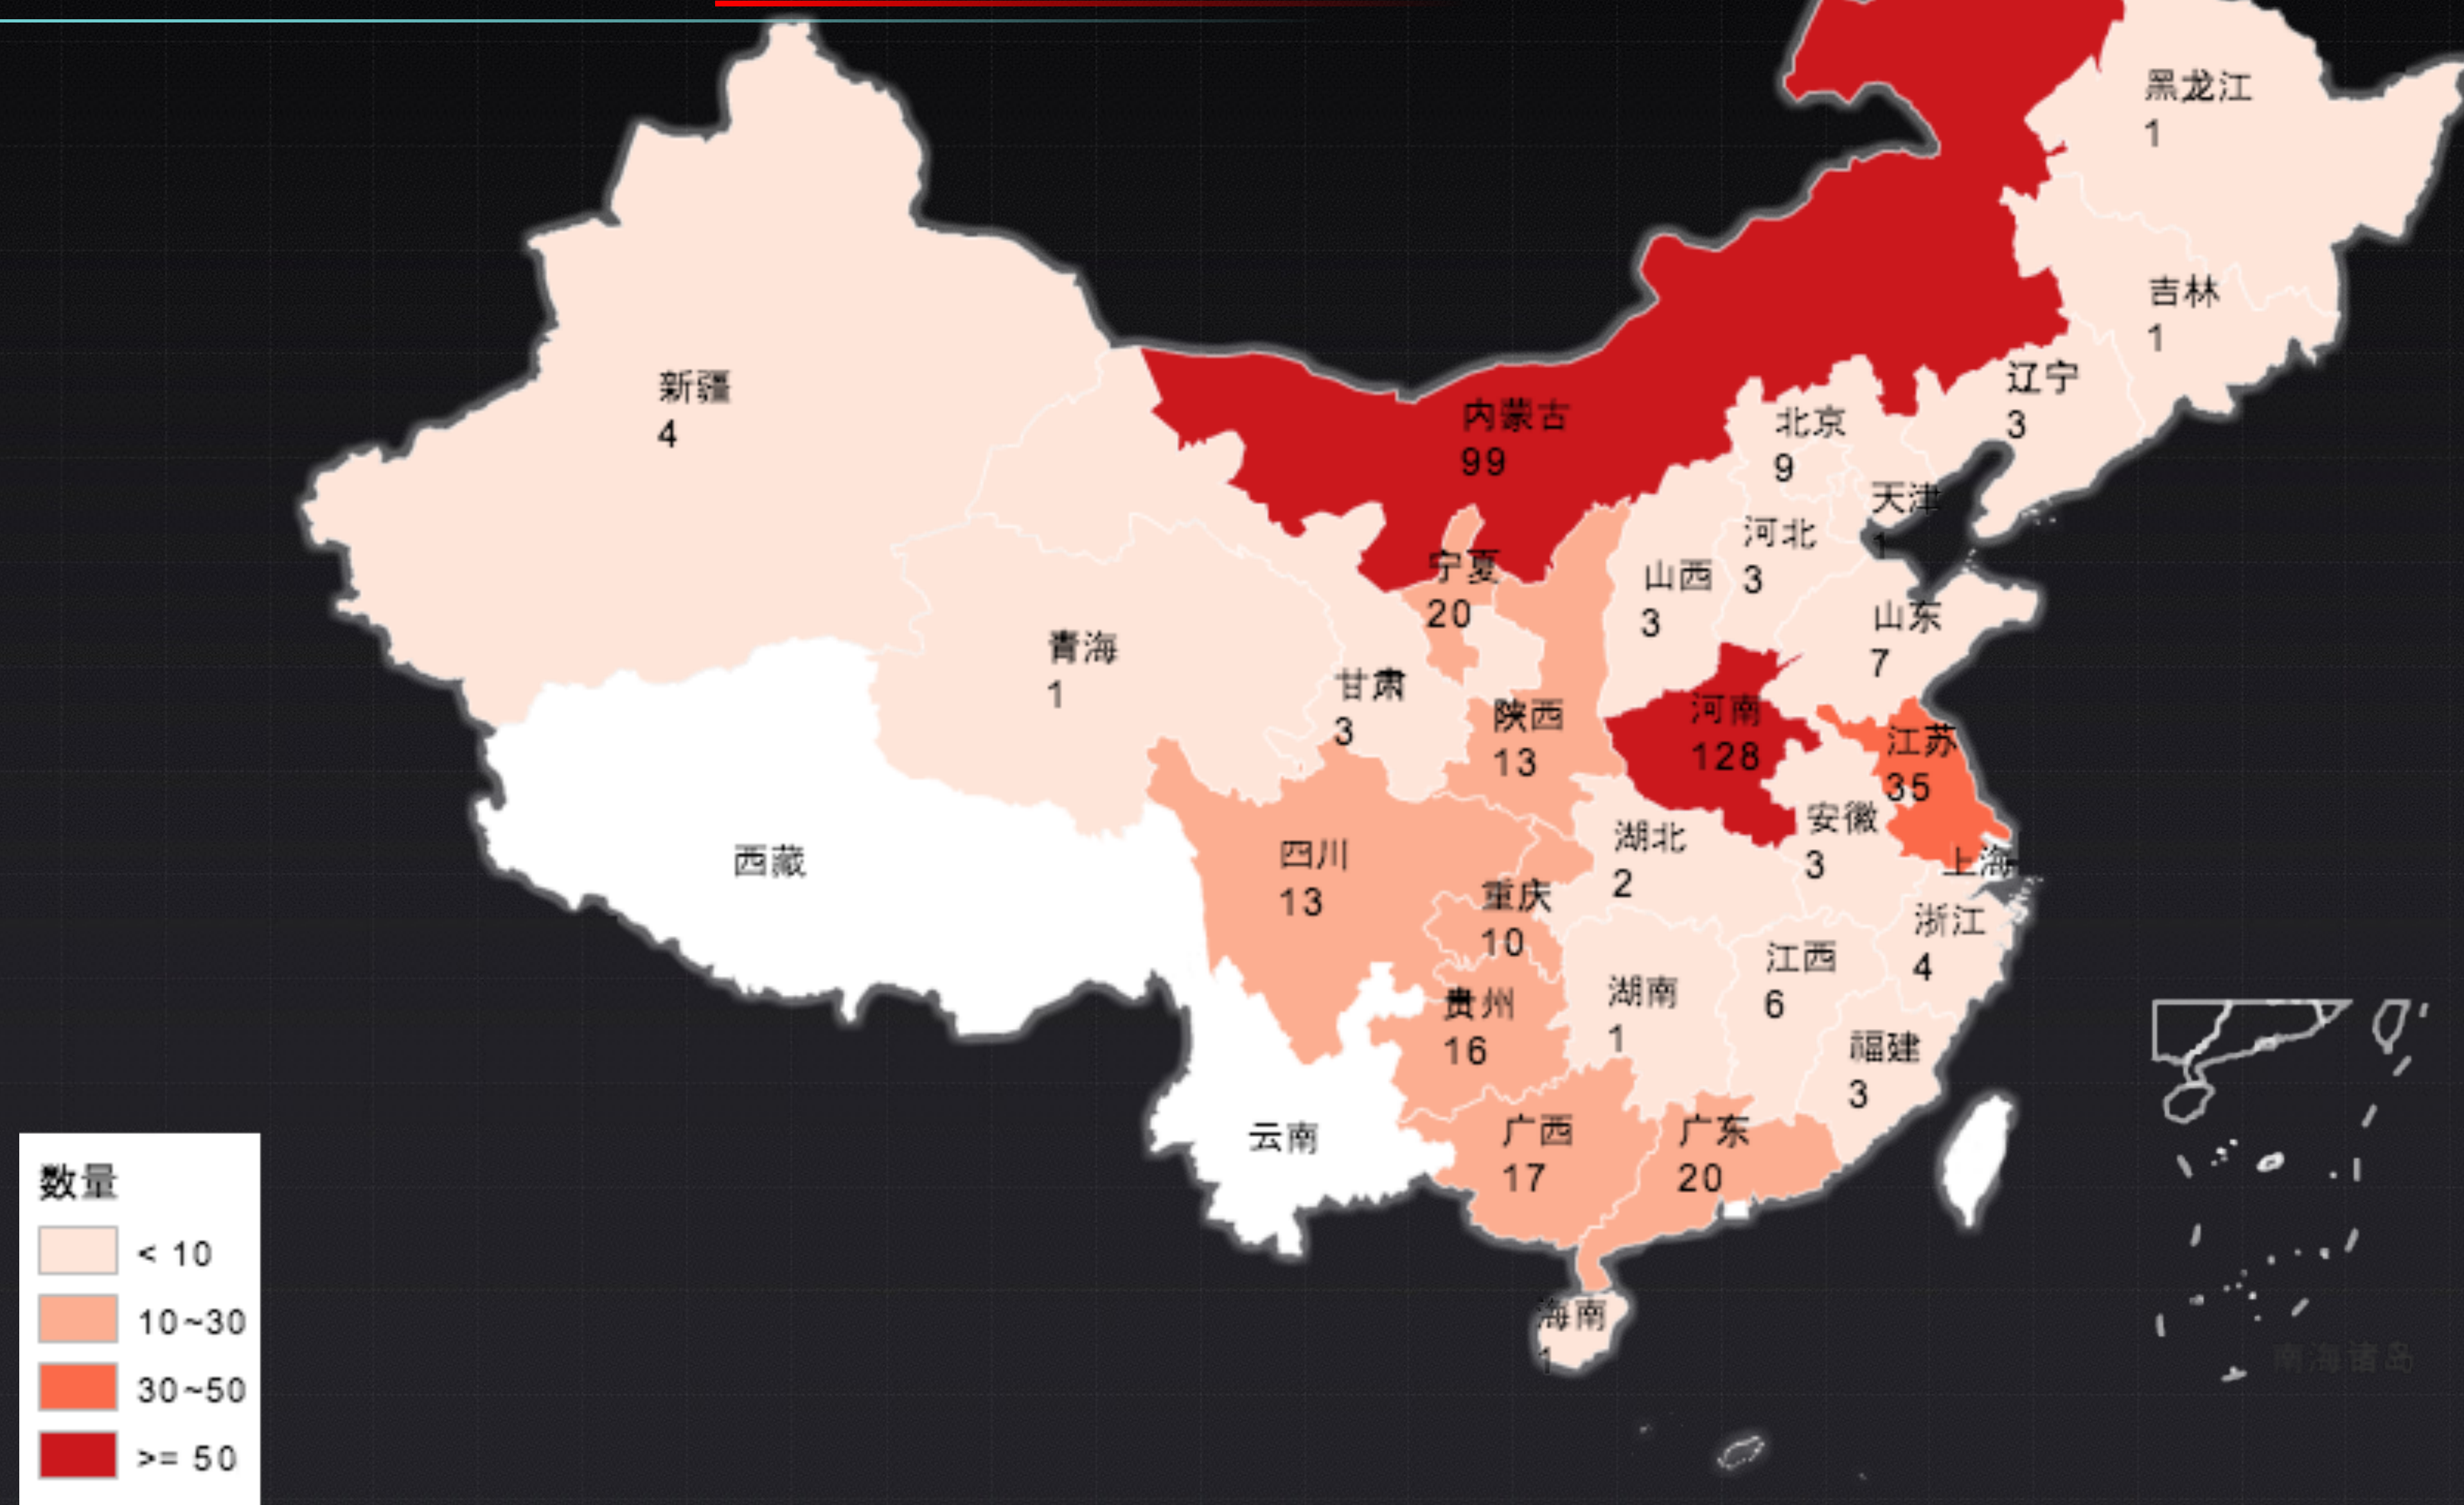 黑龙江
1
吉林
1
辽宁
3
新疆
4
内蒙古
99
北京
9
天津
1
河北
3
宁夏
20
山西
3
山东
7
青海
1
甘肃
3
陕西
13
河南
128
江苏
35
安徽
3
上海
西藏
四川
13
湖北
2
重庆
10
浙江
4
江西
6
湖南
1
贵州
16
福建
3
云南
广西
17
广东
20
海南
1
南海诸岛
数量
< 10
10~30
30~50
>= 50